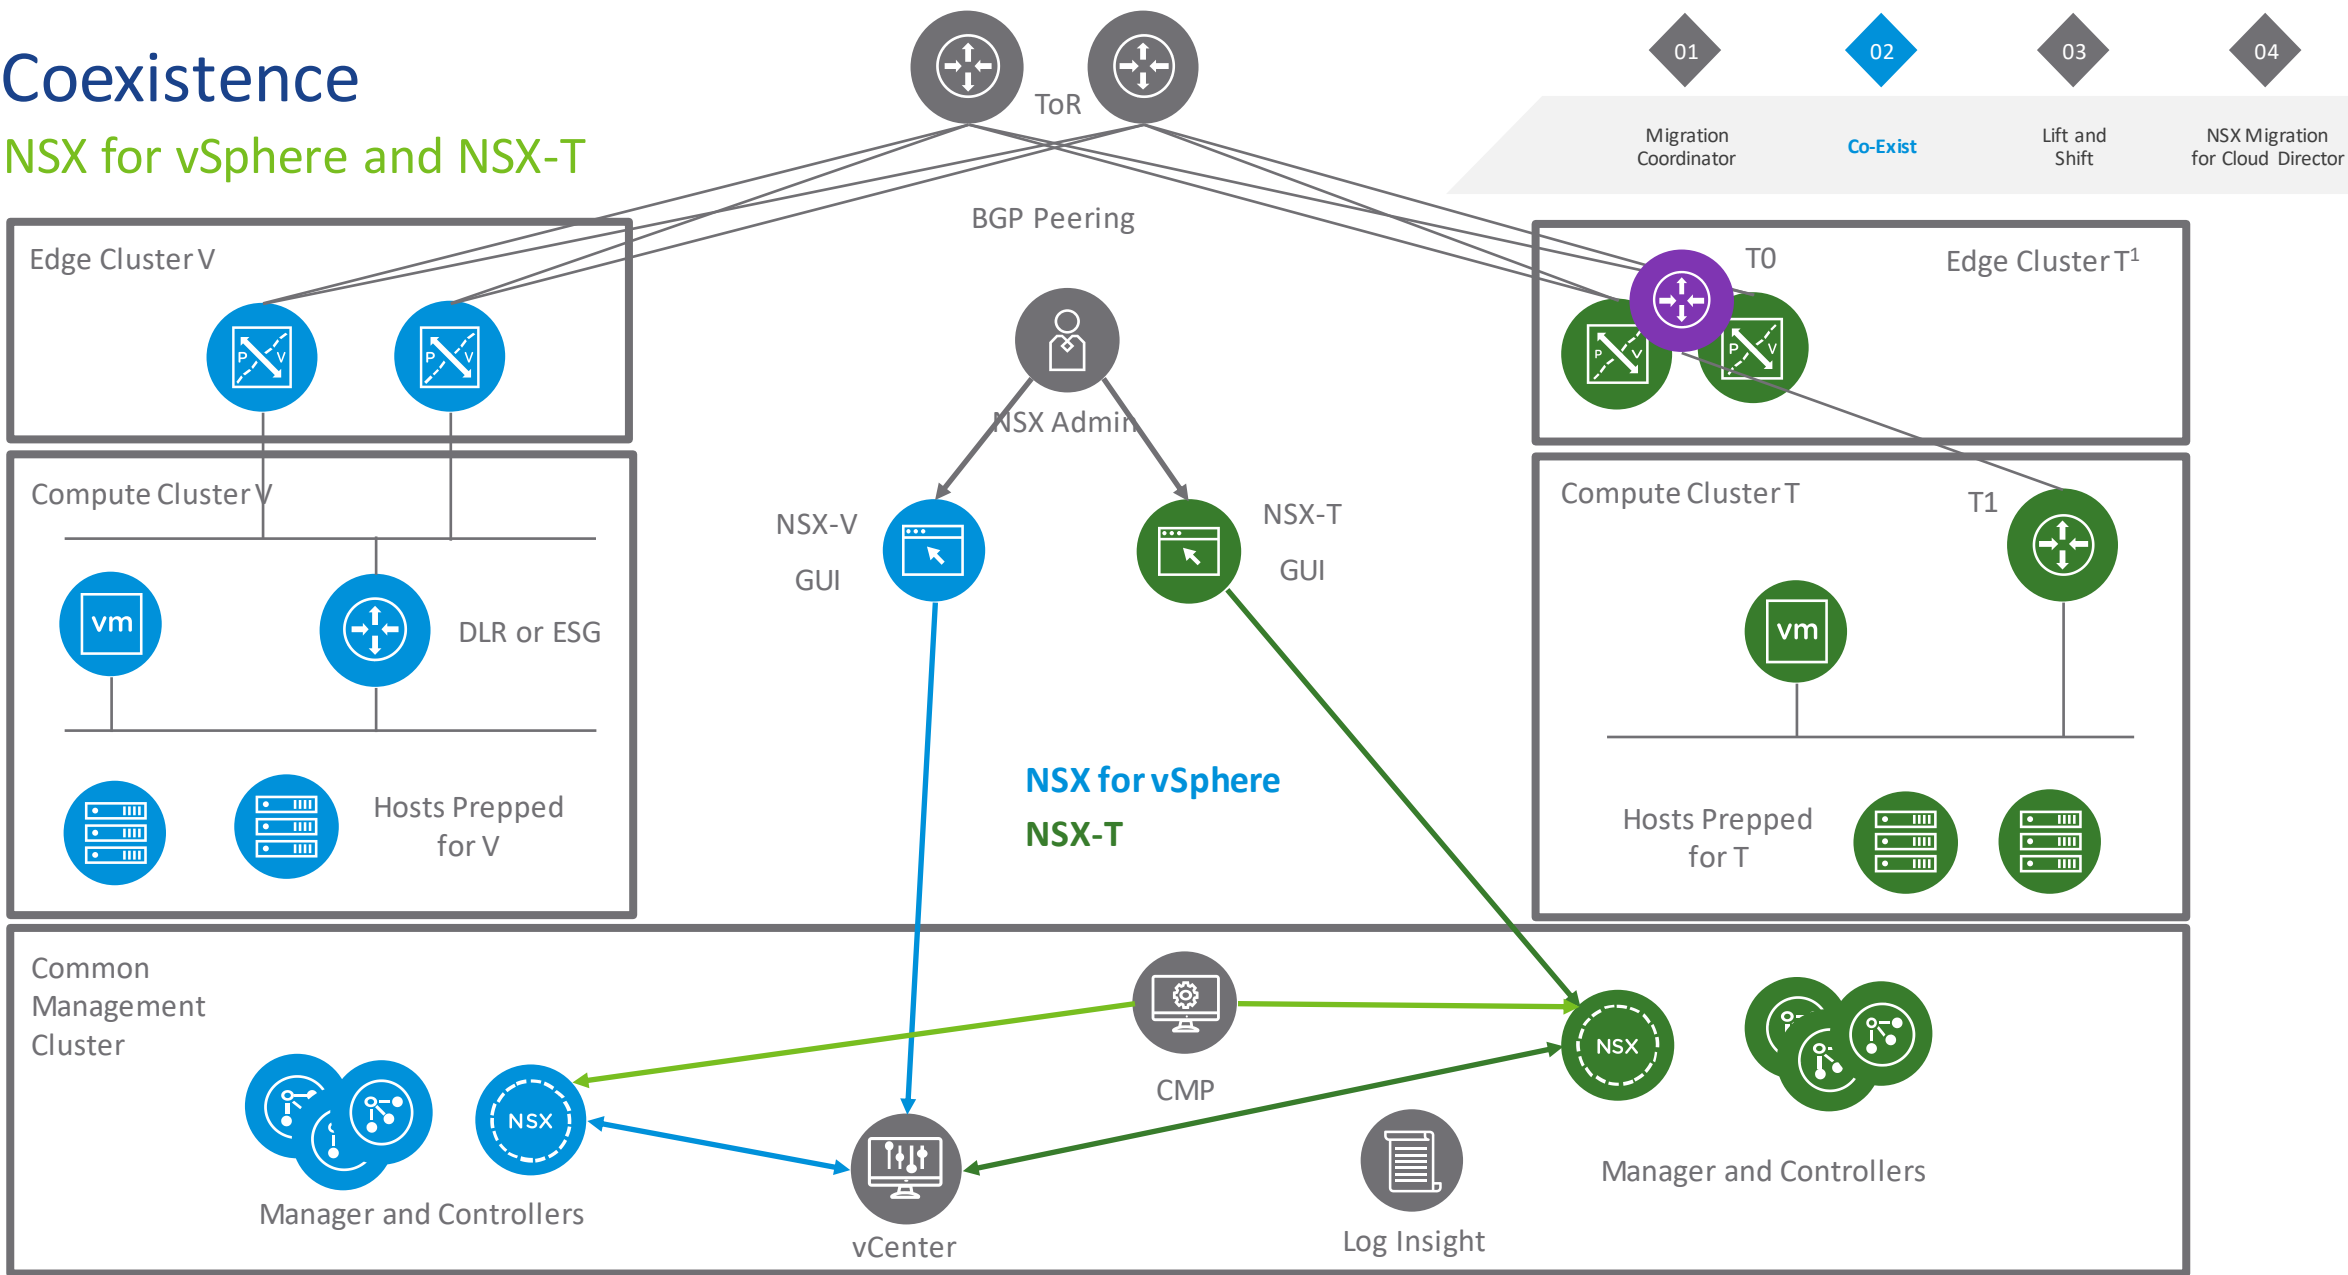 Coexistence
NSX for vSphere and NSX-T
ToR
01
02
03
04
Migration
Coordinator
Co-Exist
Lift and
Shift
NSX Migration
for Cloud Director
BGP Peering
Edge Cluster V
P V
P V
T0
Edge Cluster T¹
P V
P V
NSX Admin
Compute Cluster V
NSX-V
GUI
NSX-T
GUI
Compute Cluster T
T1
vm
DLR or ESG
vm
NSX for vSphere
NSX-T
Hosts Prepped
for V
Hosts Prepped
for T
Common
Management
Cluster
NSX
NSX
CMP
Manager and Controllers
vCenter
Log Insight
Manager and Controllers